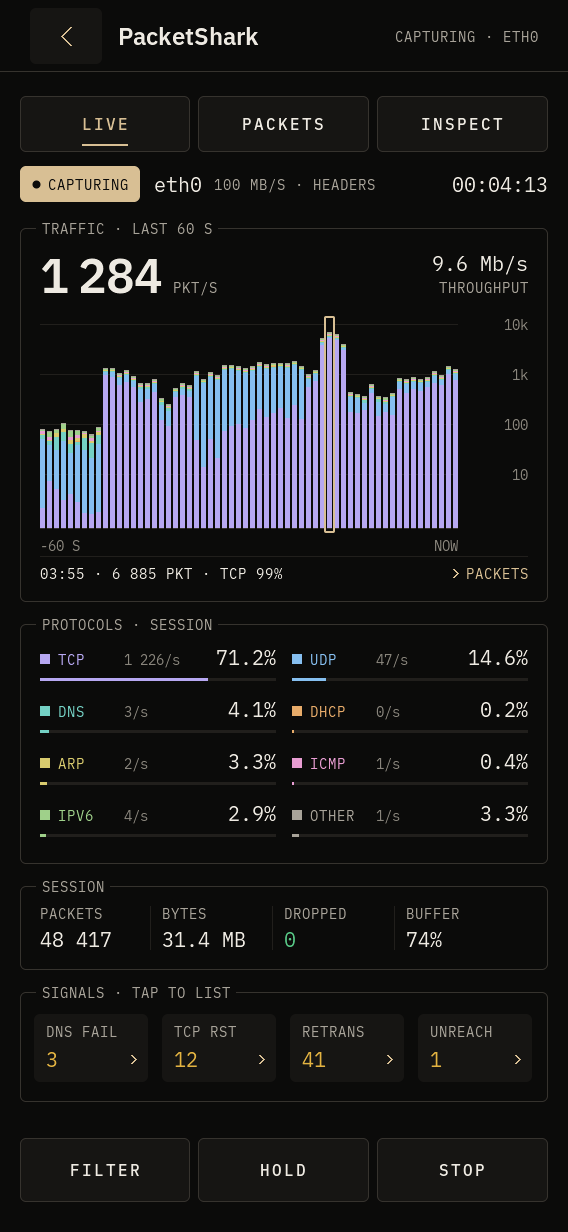 PacketShark
CAPTURING · ETH0
LIVE
PACKETS
INSPECT
CAPTURING
eth0 100 MB/S · HEADERS
00:04:13
TRAFFIC · LAST 60 S
1 284 PKT/S
9.6 Mb/s
THROUGHPUT
10k
1k
100
10
-60 S
NOW
03:55 · 6 885 PKT · TCP 99%
PACKETS
PROTOCOLS · SESSION
TCP 1 226/s 71.2%
UDP 47/s 14.6%
DNS 3/s 4.1%
DHCP 0/s 0.2%
ARP 2/s 3.3%
ICMP 1/s 0.4%
IPV6 4/s 2.9%
OTHER 1/s 3.3%
SESSION
PACKETS
48 417
BYTES
31.4 MB
DROPPED
0
BUFFER
74%
SIGNALS · TAP TO LIST
DNS FAIL
3
TCP RST
12
RETRANS
41
UNREACH
1
FILTER
HOLD
STOP